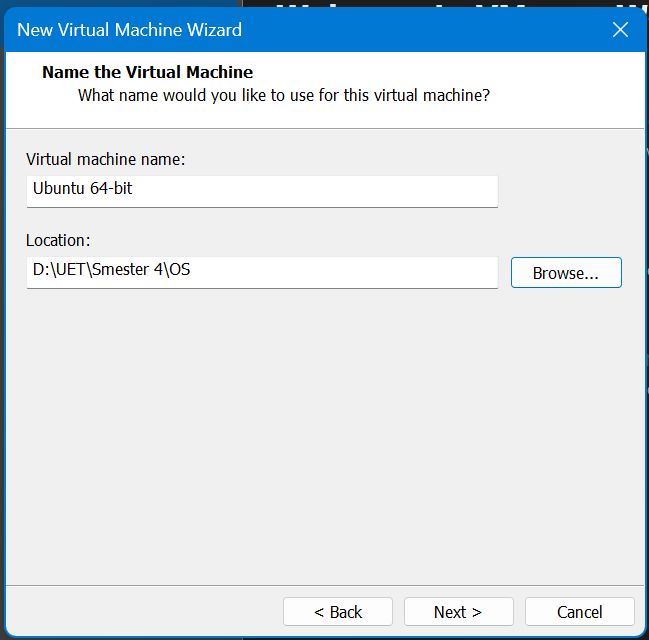 New Virtual Machine Wizard
Name the Virtual Machine
What name would you like to use for this virtual machine?
Virtual machine name:
Ubuntu 64-bit
Location:
D:\UET\Smester 4\OS
Browse...
< Back
Next >
Cancel